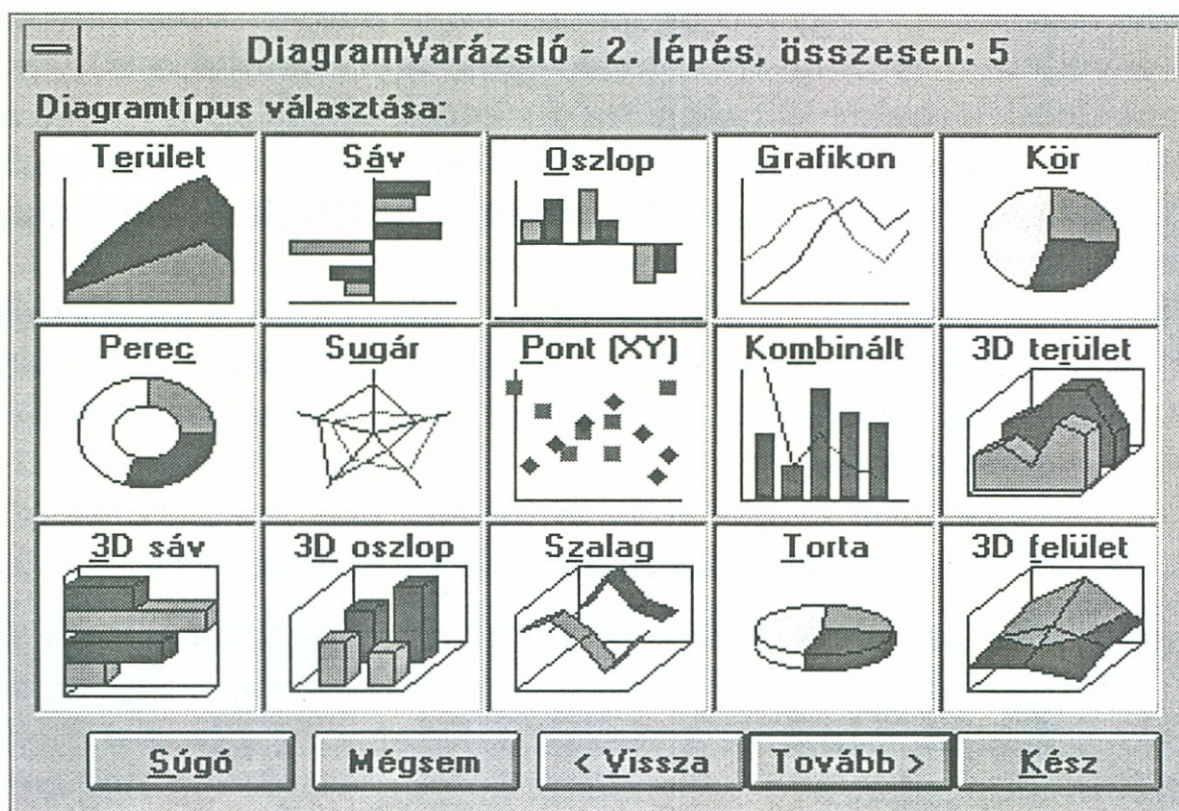 DiagramVarázsló - 2. lépés, összesen: 5
Diagramtípus választása:
Terület Sáv Oszlop Grafikon Kör
Perec Sugár Pont (XY) Kombinált 3D terület
3D sáv 3D oszlop Szalag Torta 3D felület
Súgó Mégsem < Vissza Tovább > Kész